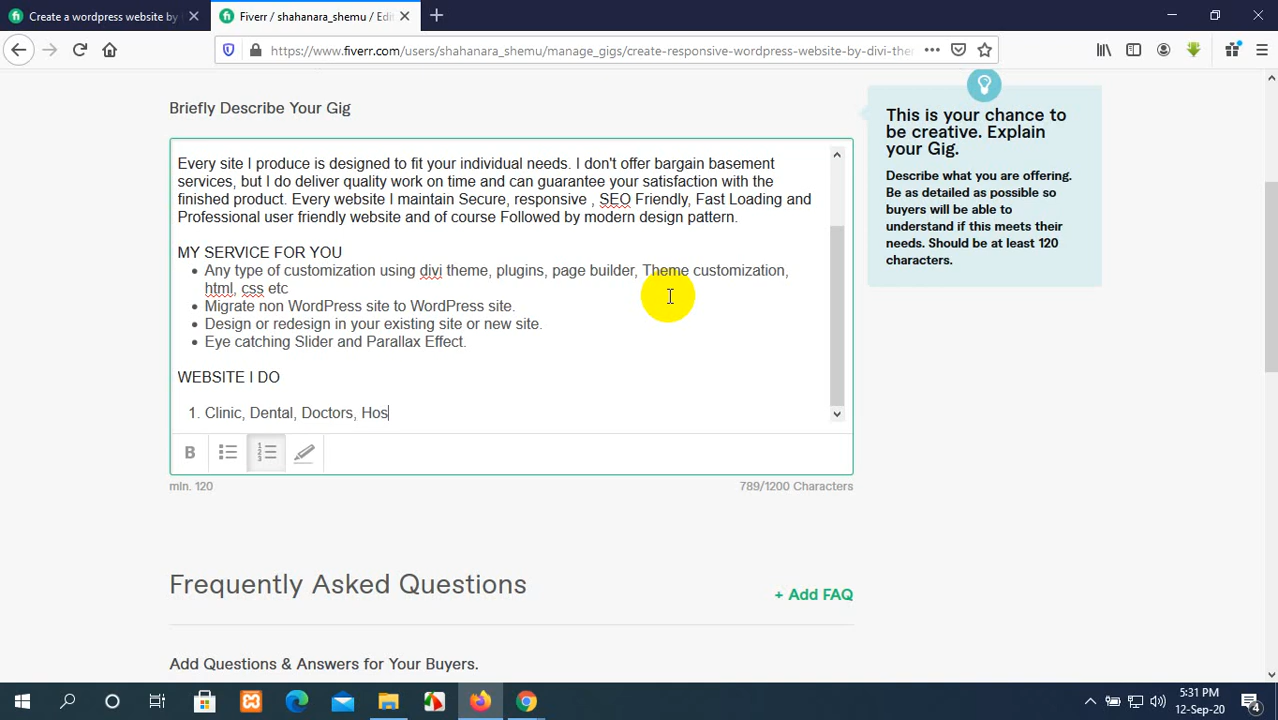 Create a wordpress website by
Fiverr / shahanara_shemu / Edi
https://www.fiverr.com/users/shahanara_shemu/manage_gigs/create-responsive-wordpress-website-by-divi-the
Briefly Describe Your Gig
Every site I produce is designed to fit your individual needs. I don't offer bargain basement
services, but I do deliver quality work on time and can guarantee your satisfaction with the
finished product. Every website I maintain Secure, responsive , SEO Friendly, Fast Loading and
Professional user friendly website and of course Followed by modern design pattern.
MY SERVICE FOR YOU
Any type of customization using divi theme, plugins, page builder, Theme customization,
html, css etc
Migrate non WordPress site to WordPress site.
Design or redesign in your existing site or new site.
Eye catching Slider and Parallax Effect.
WEBSITE I DO
1. Clinic, Dental, Doctors, Hos
B
min. 120
789/1200 Characters
This is your chance to
be creative. Explain
your Gig.
Describe what you are offering.
Be as detailed as possible so
buyers will be able to
understand if this meets their
needs. Should be at least 120
characters.
Frequently Asked Questions
+ Add FAQ
Add Questions & Answers for Your Buyers.
5:31 PM
12-Sep-20
4